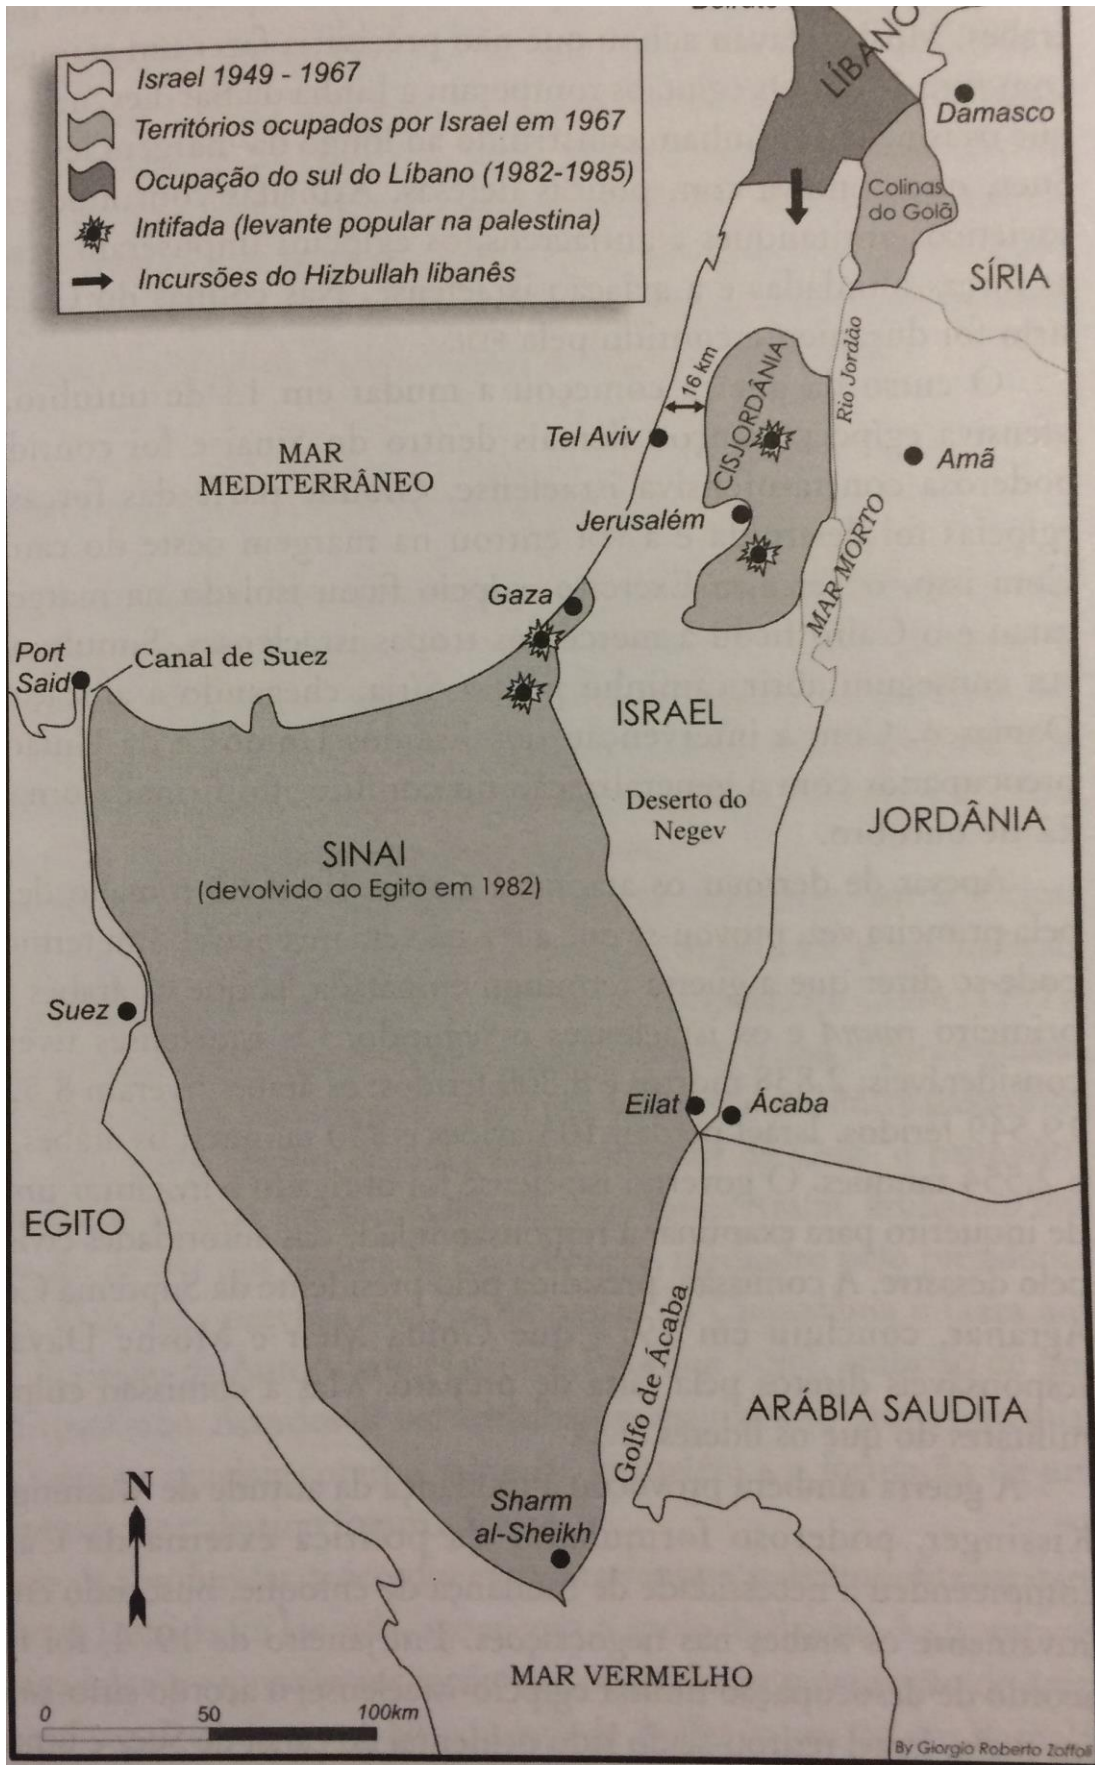 Israel 1949 - 1967
Territórios ocupados por Israel em 1967
Ocupação do sul do Líbano (1982-1985)
Intifada (levante popular na palestina)
Incursões do Hizbullah libanês
LÍBANO
Damasco
Colinas
do Golã
SÍRIA
Rio Jordão
16 km
CISJORDÂNIA
Tel Aviv
Amã
MAR
MEDITERRÂNEO
Jerusalém
MAR MORTO
Gaza
Port
Said
Canal de Suez
ISRAEL
Deserto do
Negev
JORDÂNIA
SINAI
(devolvido ao Egito em 1982)
Suez
Eilat
Ácaba
EGITO
Golfo de Ácaba
ARÁBIA SAUDITA
N
Sharm
al-Sheikh
MAR VERMELHO
0 50 100km
By Giorgio Roberto Zoffoli